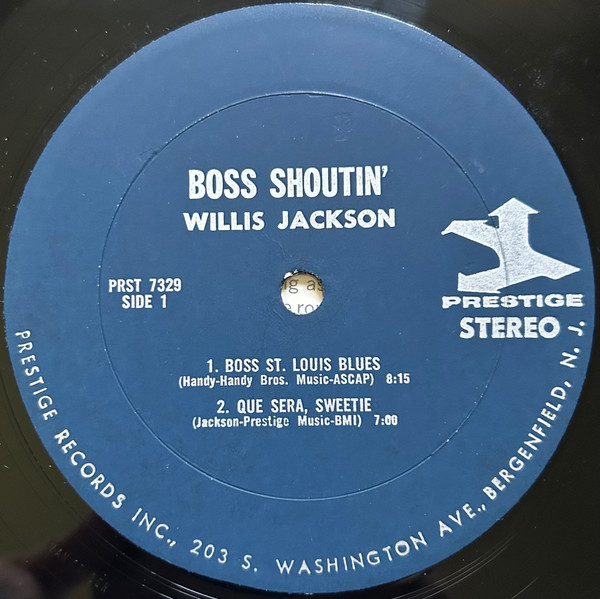 BOSS SHOUTIN'
WILLIS JACKSON
PRST 7329
SIDE 1
PRESTIGE
STEREO
1. BOSS ST. LOUIS BLUES
(Handy-Handy Bros. Music-ASCAP) 8:15
2. QUE SERA, SWEETIE
(Jackson-Prestige Music-BMI) 7:00
PRESTIGE RECORDS INC., 203 S. WASHINGTON AVE., BERGENFIELD, N. J.